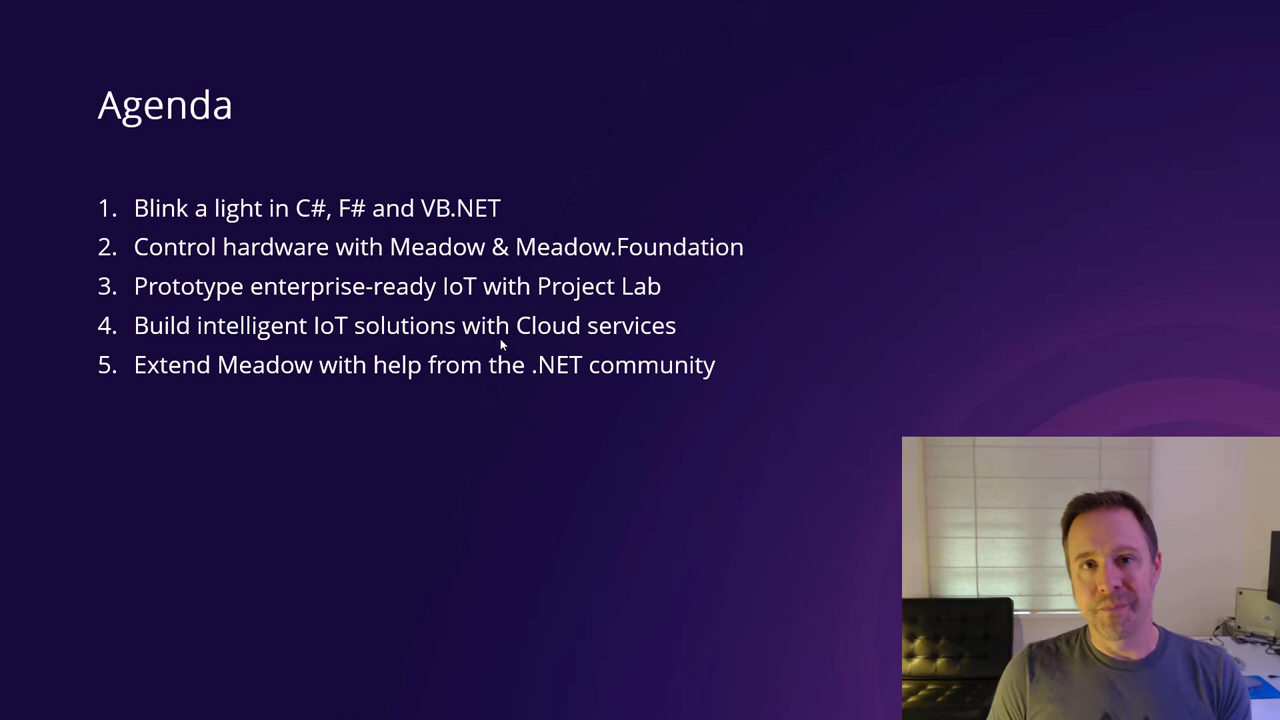 Agenda
1. Blink a light in C#, F# and VB.NET
2. Control hardware with Meadow & Meadow.Foundation
3. Prototype enterprise-ready IoT with Project Lab
4. Build intelligent IoT solutions with Cloud services
5. Extend Meadow with help from the .NET community